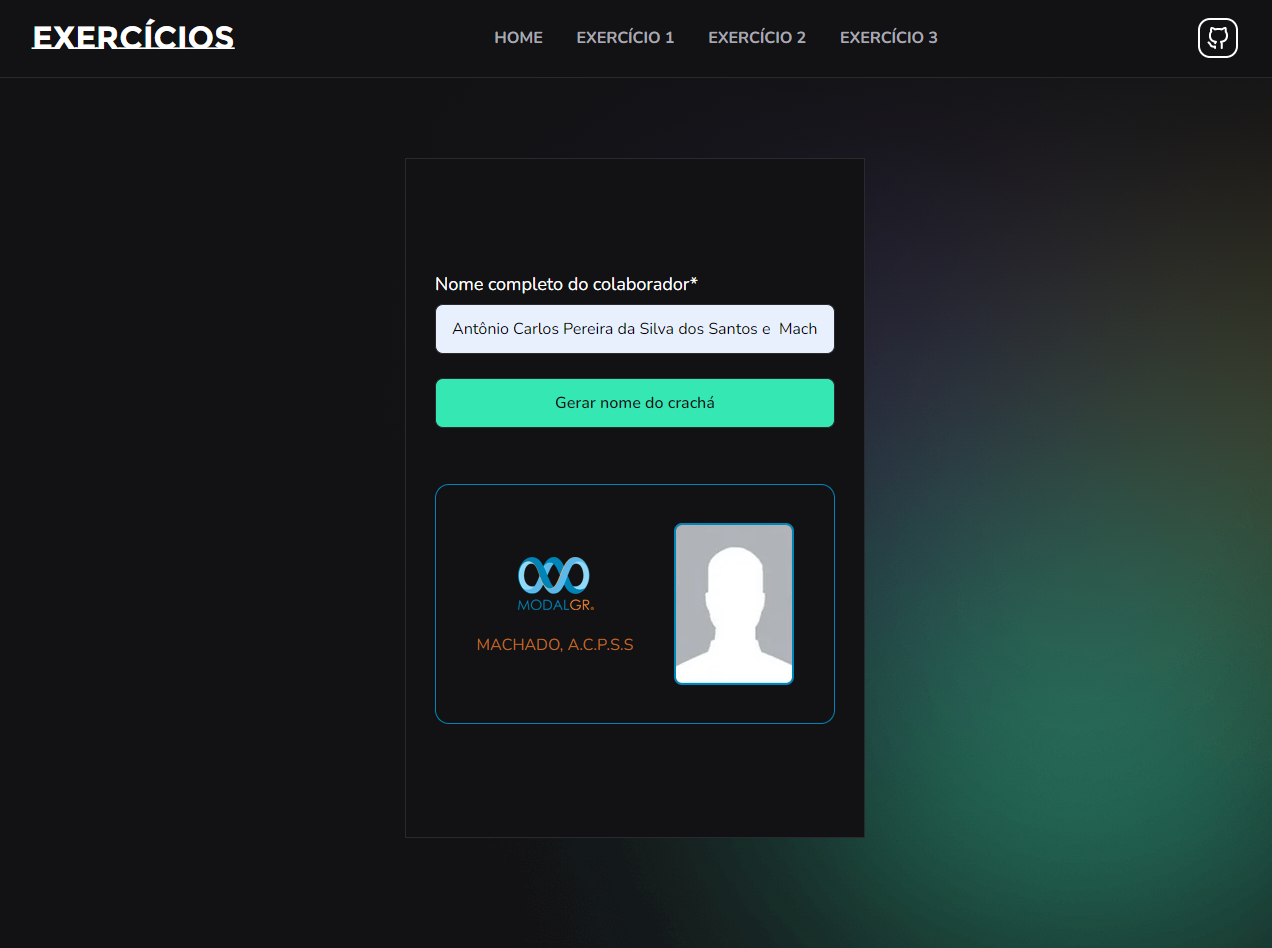 EXERCÍCIOS
HOME EXERCÍCIO 1 EXERCÍCIO 2 EXERCÍCIO 3
Nome completo do colaborador*
Antônio Carlos Pereira da Silva dos Santos e  Mach
Gerar nome do crachá
MODALGR®
MACHADO, A.C.P.S.S